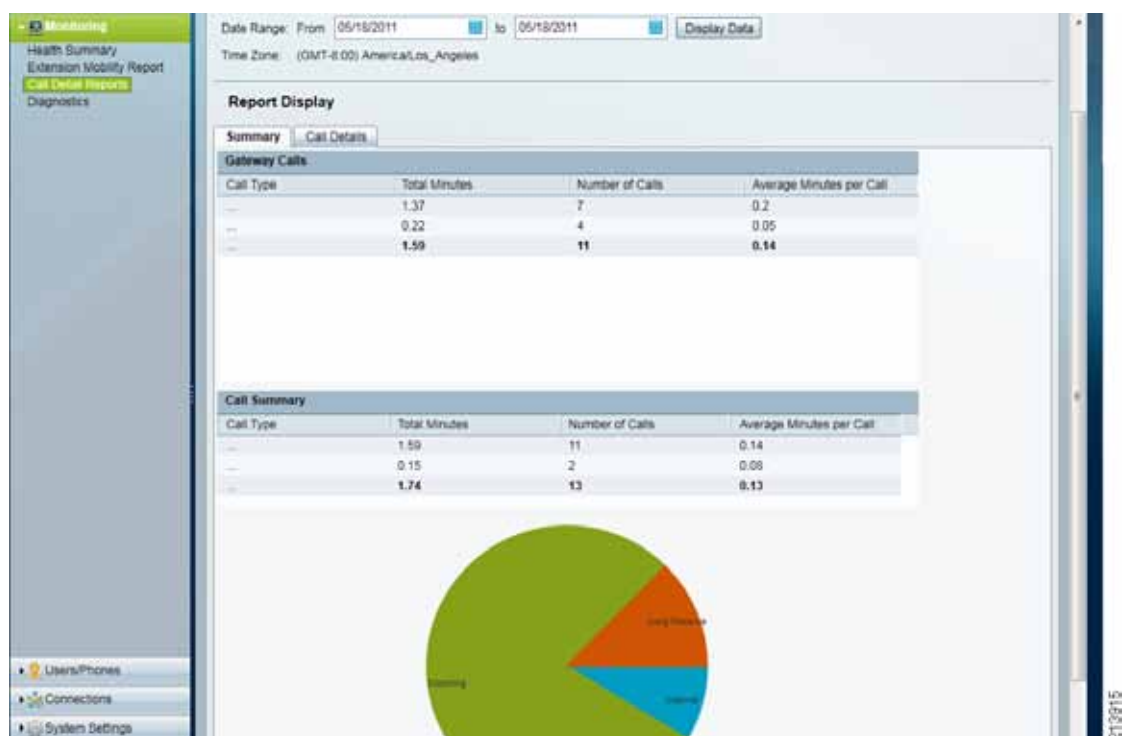 Monitoring
Health Summary
Extension Mobility Report
Call Detail Reports
Diagnostics
Users/Phones
Connections
System Settings
Date Range: From 05/18/2011 to 05/18/2011 Display Data
Time Zone: (GMT-8:00) America/Los_Angeles
Report Display
Summary Call Details
Gateway Calls
Call Type Total Minutes Number of Calls Average Minutes per Call
... 1.37 7 0.2
... 0.22 4 0.05
... 1.59 11 0.14
Call Summary
Call Type Total Minutes Number of Calls Average Minutes per Call
... 1.59 11 0.14
... 0.15 2 0.08
... 1.74 13 0.13
Long Distance
Incoming
Internal
213915